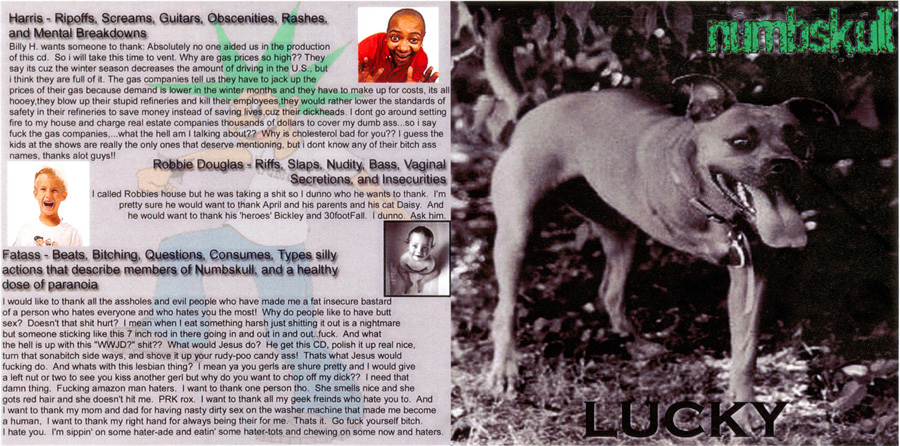 Harris - Ripoffs, Screams, Guitars, Obscenities, Rashes,
and Mental Breakdowns
Billy H. wants someone to thank: Absolutely no one aided us in the production
of this cd.  So i will take this time to vent. Why are gas prices so high?? They
say its cuz the winter season decreases the amount of driving in the U.S., but
i think they are full of it. The gas companies tell us they have to jack up the
prices of their gas because demand is lower in the winter months and they have to make up for costs, its all
hooey,they blow up their stupid refineries and kill their employees,they would rather lower the standards of
safety in their refineries to save money instead of saving lives,cuz their dickheads. I dont go around setting
fire to my house and charge real estate companies thousands of dollars to cover my dumb ass...so i say
fuck the gas companies,...what the hell am I talking about??  Why is cholesterol bad for you?? I guess the
kids at the shows are really the only ones that deserve mentioning, but i dont know any of their bitch ass
names, thanks alot guys!!
Robbie Douglas - Riffs, Slaps, Nudity, Bass, Vaginal
Secretions, and Insecurities
I called Robbies house but he was taking a shit so I dunno who he wants to thank.  I'm
pretty sure he would want to thank April and his parents and his cat Daisy.  And
he would want to thank his 'heroes' Bickley and 30footFall.  I dunno.  Ask him.
Fatass - Beats, Bitching, Questions, Consumes, Types silly
actions that describe members of Numbskull, and a healthy
dose of paranoia
I would like to thank all the assholes and evil people who have made me a fat insecure bastard
of a person who hates everyone and who hates you the most!  Why do people like to have butt
sex?  Doesn't that shit hurt?  I mean when I eat something harsh just shitting it out is a nightmare
but someone sticking like this 7 inch rod in there going in and out in and out..fuck.  And what
the hell is up with this "WWJD?" shit??  What would Jesus do?  He get this CD, polish it up real nice,
turn that sonabitch side ways, and shove it up your rudy-poo candy ass!  Thats what Jesus would
fucking do.  And whats with this lesbian thing?  I mean ya you gerls are shure pretty and I would give
a left nut or two to see you kiss another gerl but why do you want to chop off my dick??  I need that
damn thing.  Fucking amazon man haters.  I want to thank one person tho.  She smells nice and she
gots red hair and she doesn't hit me.  PRK rox.  I want to thank all my geek freinds who hate you to.  And
I want to thank my mom and dad for having nasty dirty sex on the washer machine that made me become
a human,  I want to thank my right hand for always being their for me.  Thats it.  Go fuck yourself bitch.
I hate you.  I'm sippin' on some hater-ade and eatin' some hater-tots and chewing on some now and haters.
numbskull
LUCKY